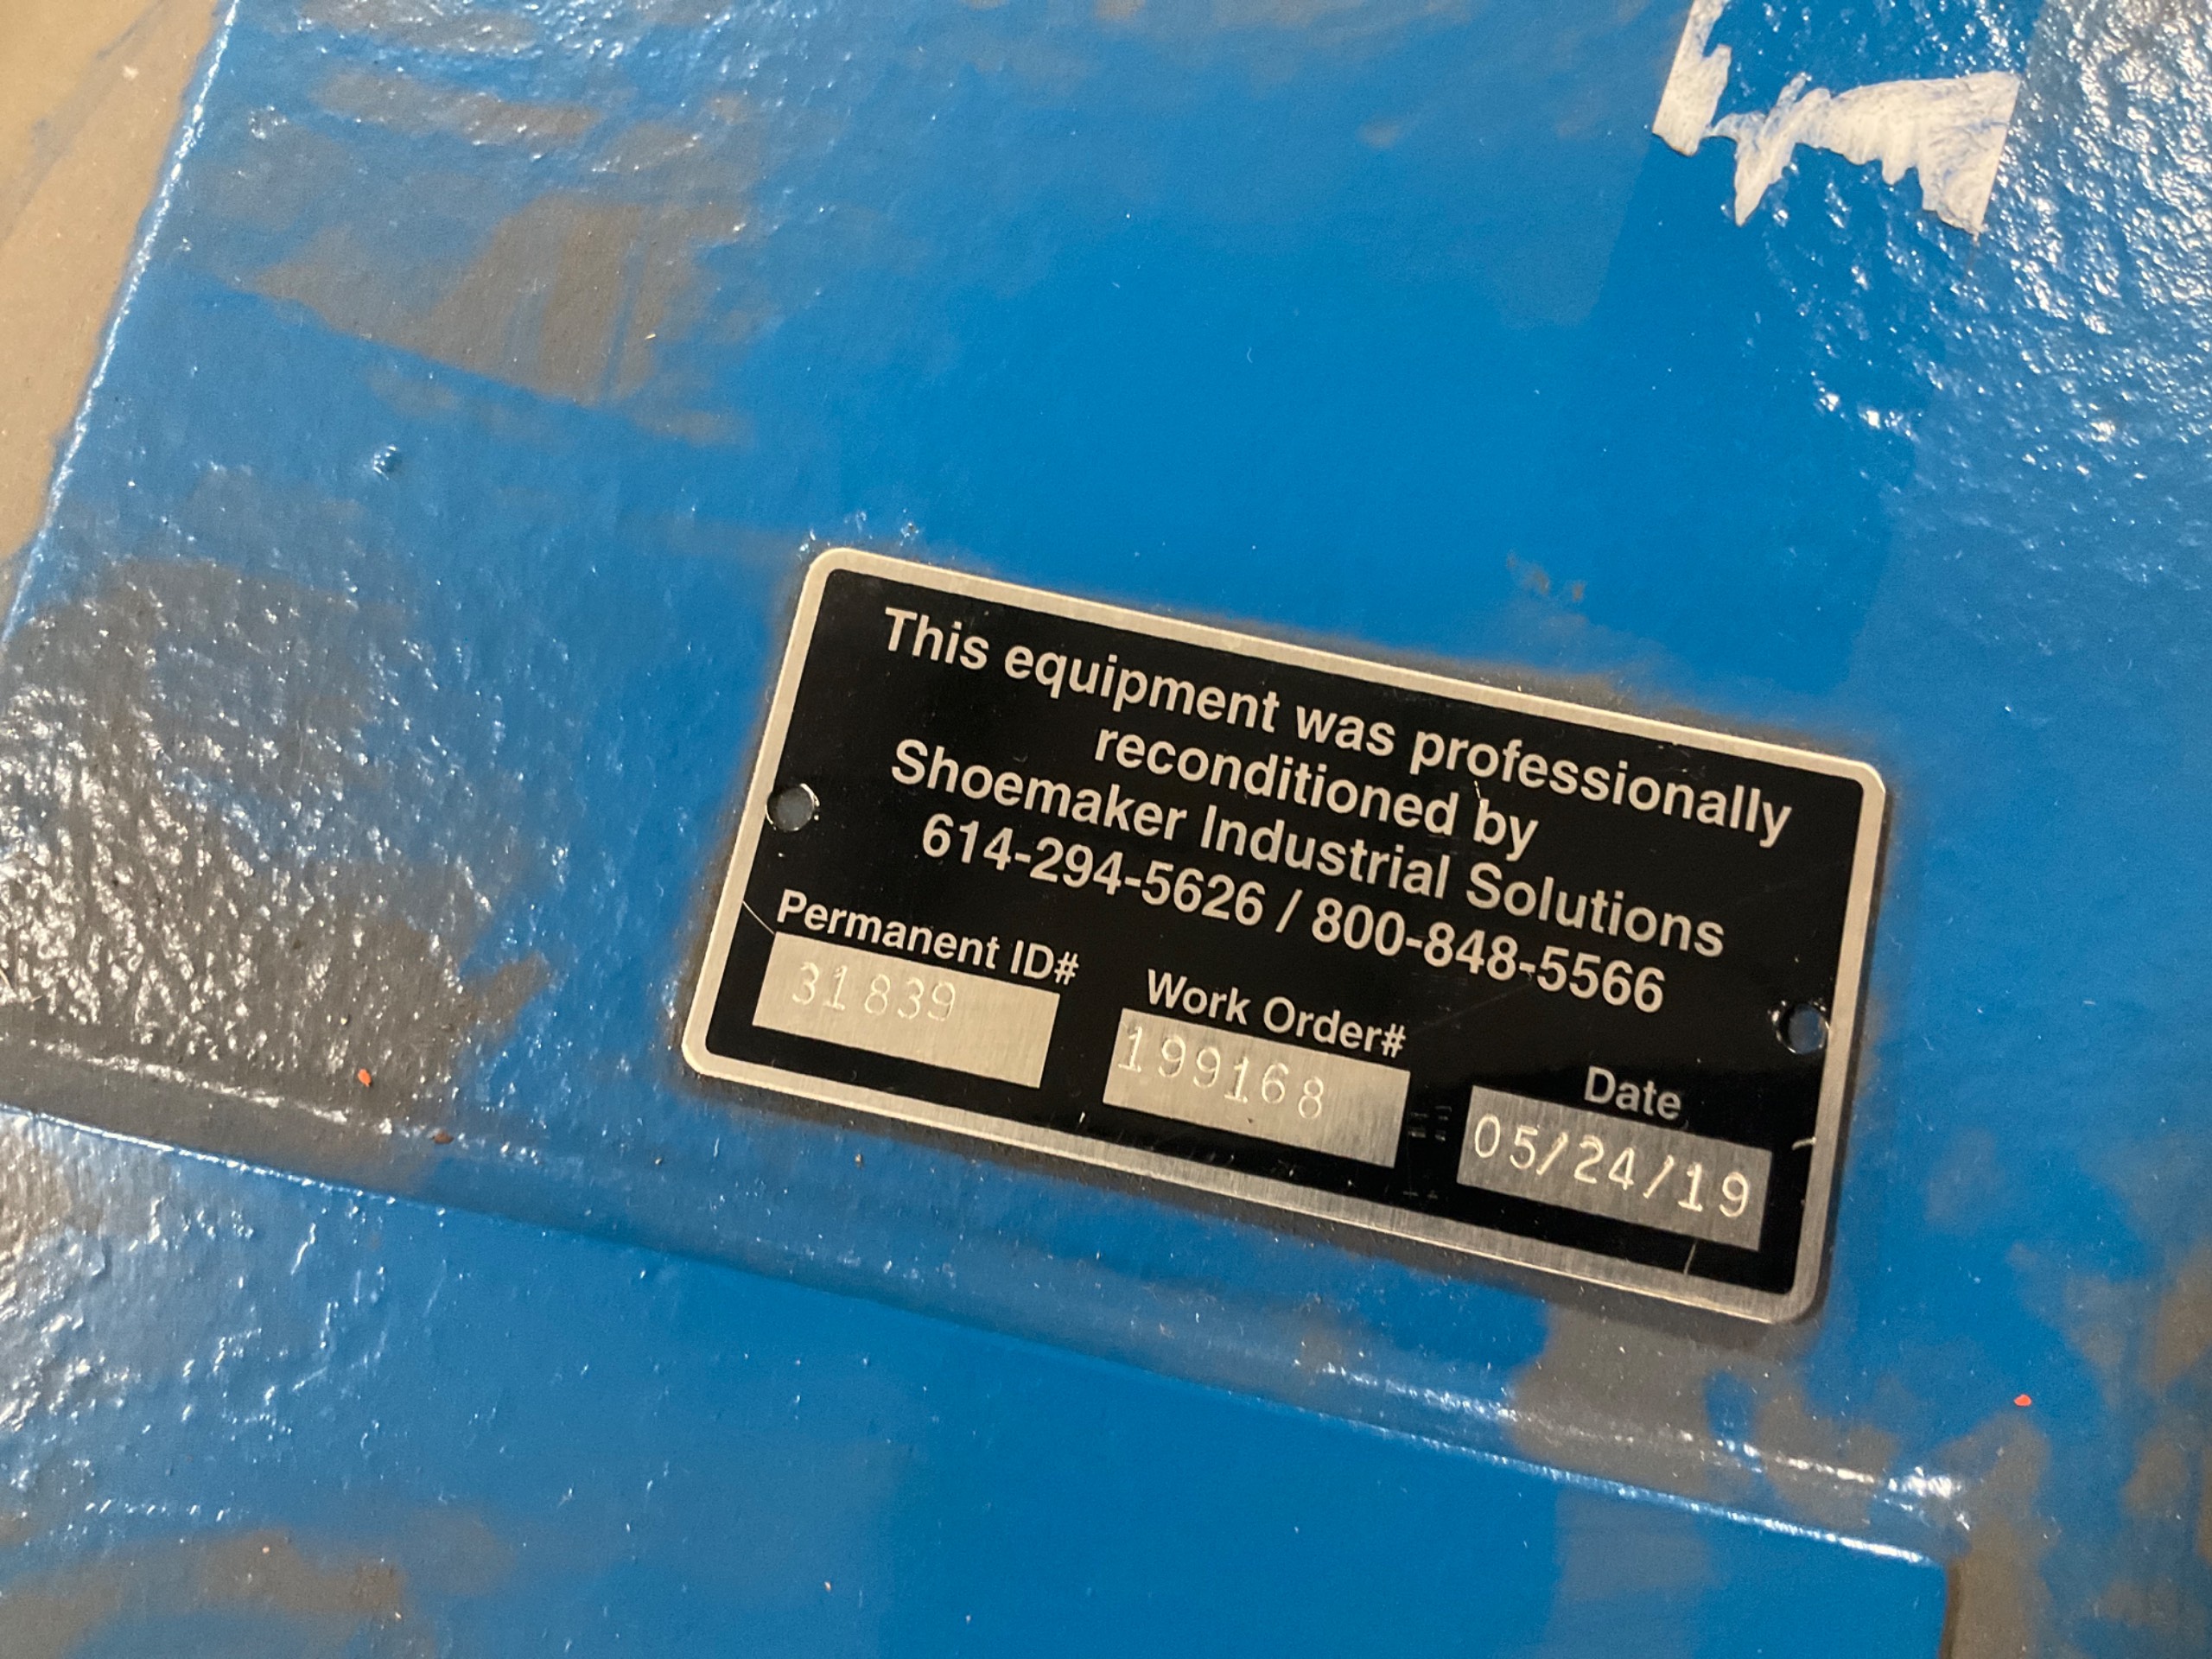 This equipment was professionally
reconditioned by
Shoemaker Industrial Solutions
614-294-5626 / 800-848-5566
Permanent ID#
31839
Work Order#
199168
Date
05/24/19